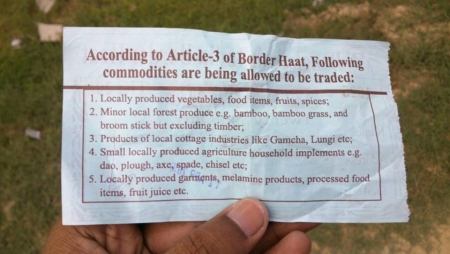 According to Article-3 of Border Haat, Following
commodities are being allowed to be traded:
1. Locally produced vegetables, food items, fruits, spices;
2. Minor local forest produce e.g. bamboo, bamboo grass, and
broom stick but excluding timber;
3. Products of local cottage industries like Gamcha, Lungi etc;
4. Small locally produced agriculture household implements e.g.
dao, plough, axe, spade, chisel etc;
5. Locally produced garments, melamine products, processed food
items, fruit juice etc.